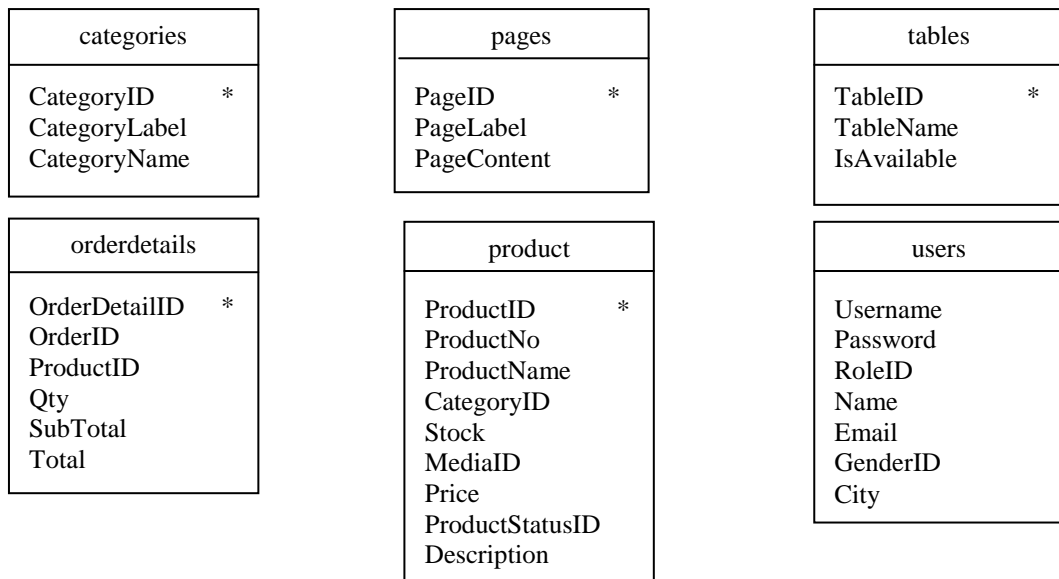 categories
CategoryID *
CategoryLabel
CategoryName
pages
PageID *
PageLabel
PageContent
tables
TableID *
TableName
IsAvailable
orderdetails
OrderDetailID *
OrderID
ProductID
Qty
SubTotal
Total
product
ProductID *
ProductNo
ProductName
CategoryID
Stock
MediaID
Price
ProductStatusID
Description
users
Username
Password
RoleID
Name
Email
GenderID
City